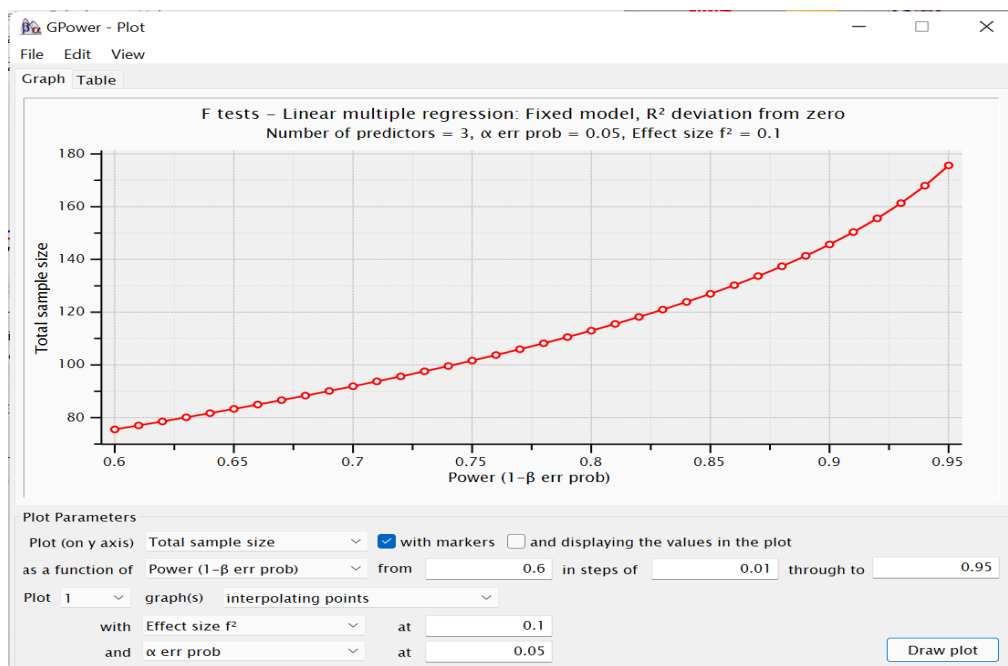 GPower - Plot
File Edit View
Graph Table
F tests – Linear multiple regression: Fixed model, R² deviation from zero
Number of predictors = 3, α err prob = 0.05, Effect size f² = 0.1
180
160
140
120
100
80
Total sample size
0.6 0.65 0.7 0.75 0.8 0.85 0.9 0.95
Power (1-β err prob)
Plot Parameters
Plot (on y axis) Total sample size with markers and displaying the values in the plot
as a function of Power (1-β err prob) from 0.6 in steps of 0.01 through to 0.95
Plot 1 graph(s) interpolating points
with Effect size f² at 0.1
and α err prob at 0.05
Draw plot